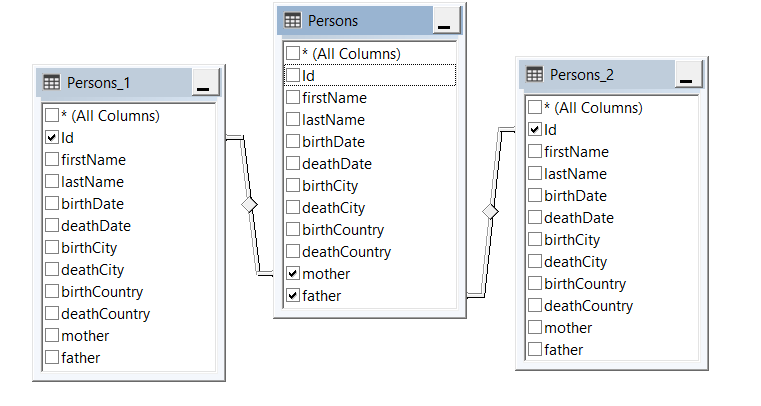 Persons_1
* (All Columns)
Id
firstName
lastName
birthDate
deathDate
birthCity
deathCity
birthCountry
deathCountry
mother
father
Persons
* (All Columns)
Id
firstName
lastName
birthDate
deathDate
birthCity
deathCity
birthCountry
deathCountry
mother
father
Persons_2
* (All Columns)
Id
firstName
lastName
birthDate
deathDate
birthCity
deathCity
birthCountry
deathCountry
mother
father